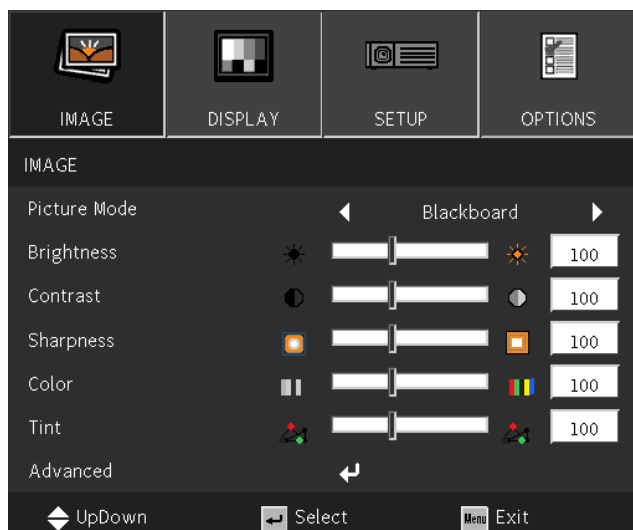 IMAGE DISPLAY SETUP OPTIONS
IMAGE
Picture Mode Blackboard
Brightness 100
Contrast 100
Sharpness 100
Color 100
Tint 100
Advanced
UpDown Select Menu Exit